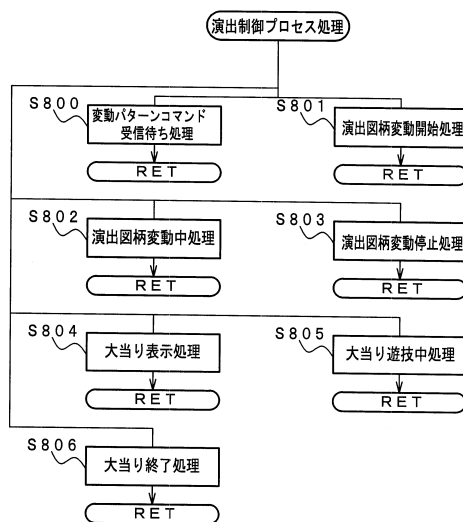 演出制御プロセス処理
S800
変動パターンコマンド
受信待ち処理
RET
S801
演出図柄変動開始処理
RET
S802
演出図柄変動中処理
RET
S803
演出図柄変動停止処理
RET
S804
大当り表示処理
RET
S805
大当り遊技中処理
RET
S806
大当り終了処理
RET